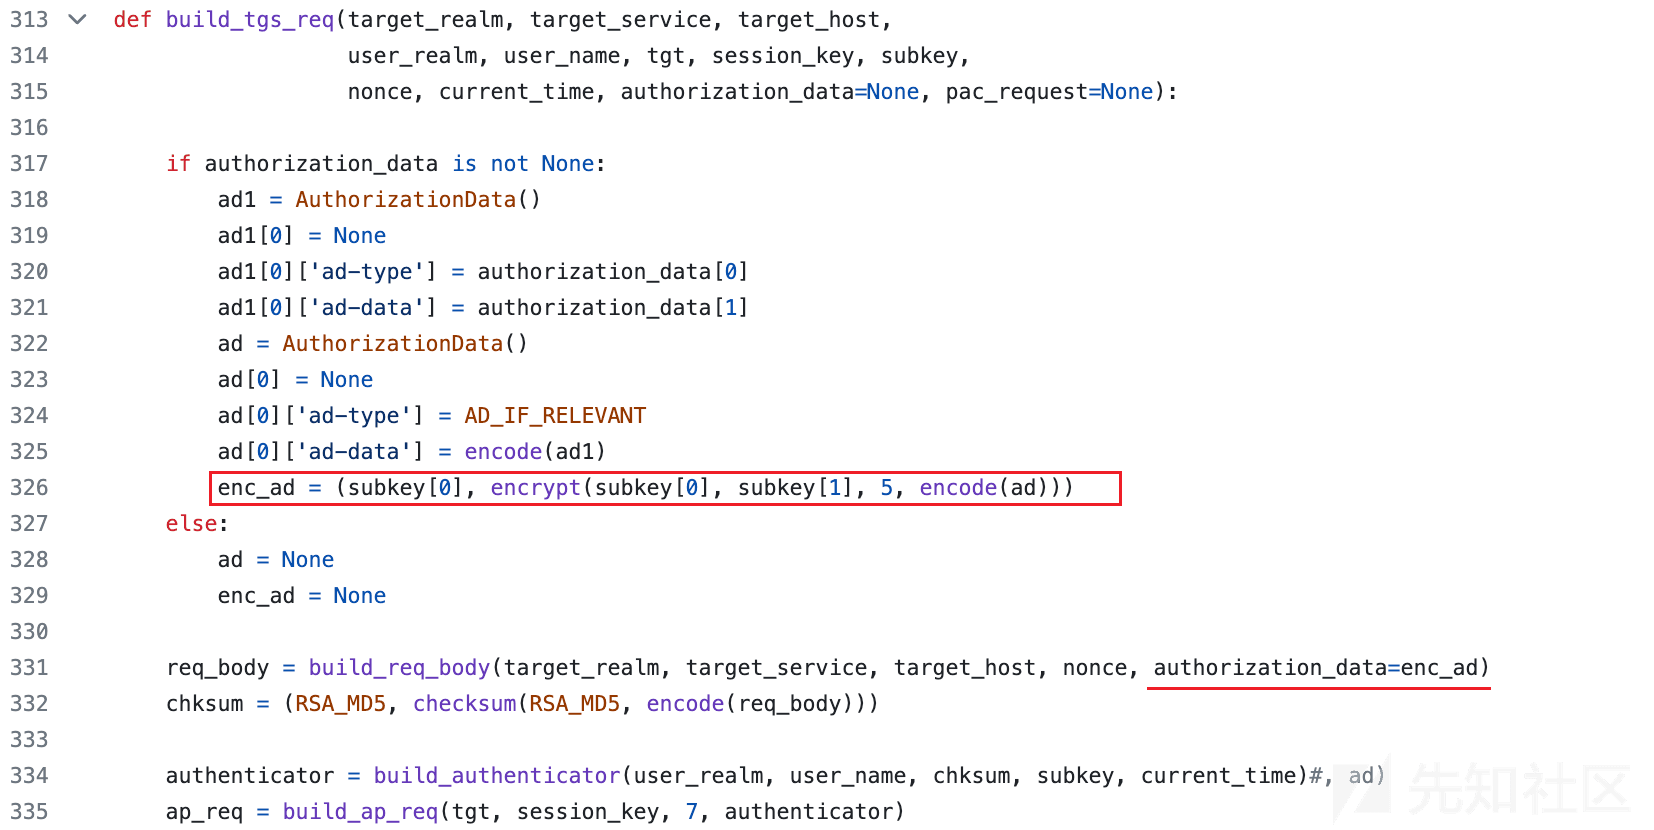 313 def build_tgs_req(target_realm, target_service, target_host,
314 user_realm, user_name, tgt, session_key, subkey,
315 nonce, current_time, authorization_data=None, pac_request=None):
316
317 if authorization_data is not None:
318 ad1 = AuthorizationData()
319 ad1[0] = None
320 ad1[0]['ad-type'] = authorization_data[0]
321 ad1[0]['ad-data'] = authorization_data[1]
322 ad = AuthorizationData()
323 ad[0] = None
324 ad[0]['ad-type'] = AD_IF_RELEVANT
325 ad[0]['ad-data'] = encode(ad1)
326 enc_ad = (subkey[0], encrypt(subkey[0], subkey[1], 5, encode(ad)))
327 else:
328 ad = None
329 enc_ad = None
330
331 req_body = build_req_body(target_realm, target_service, target_host, nonce, authorization_data=enc_ad)
332 chksum = (RSA_MD5, checksum(RSA_MD5, encode(req_body)))
333
334 authenticator = build_authenticator(user_realm, user_name, chksum, subkey, current_time)#, ad)
335 ap_req = build_ap_req(tgt, session_key, 7, authenticator)
先知社区